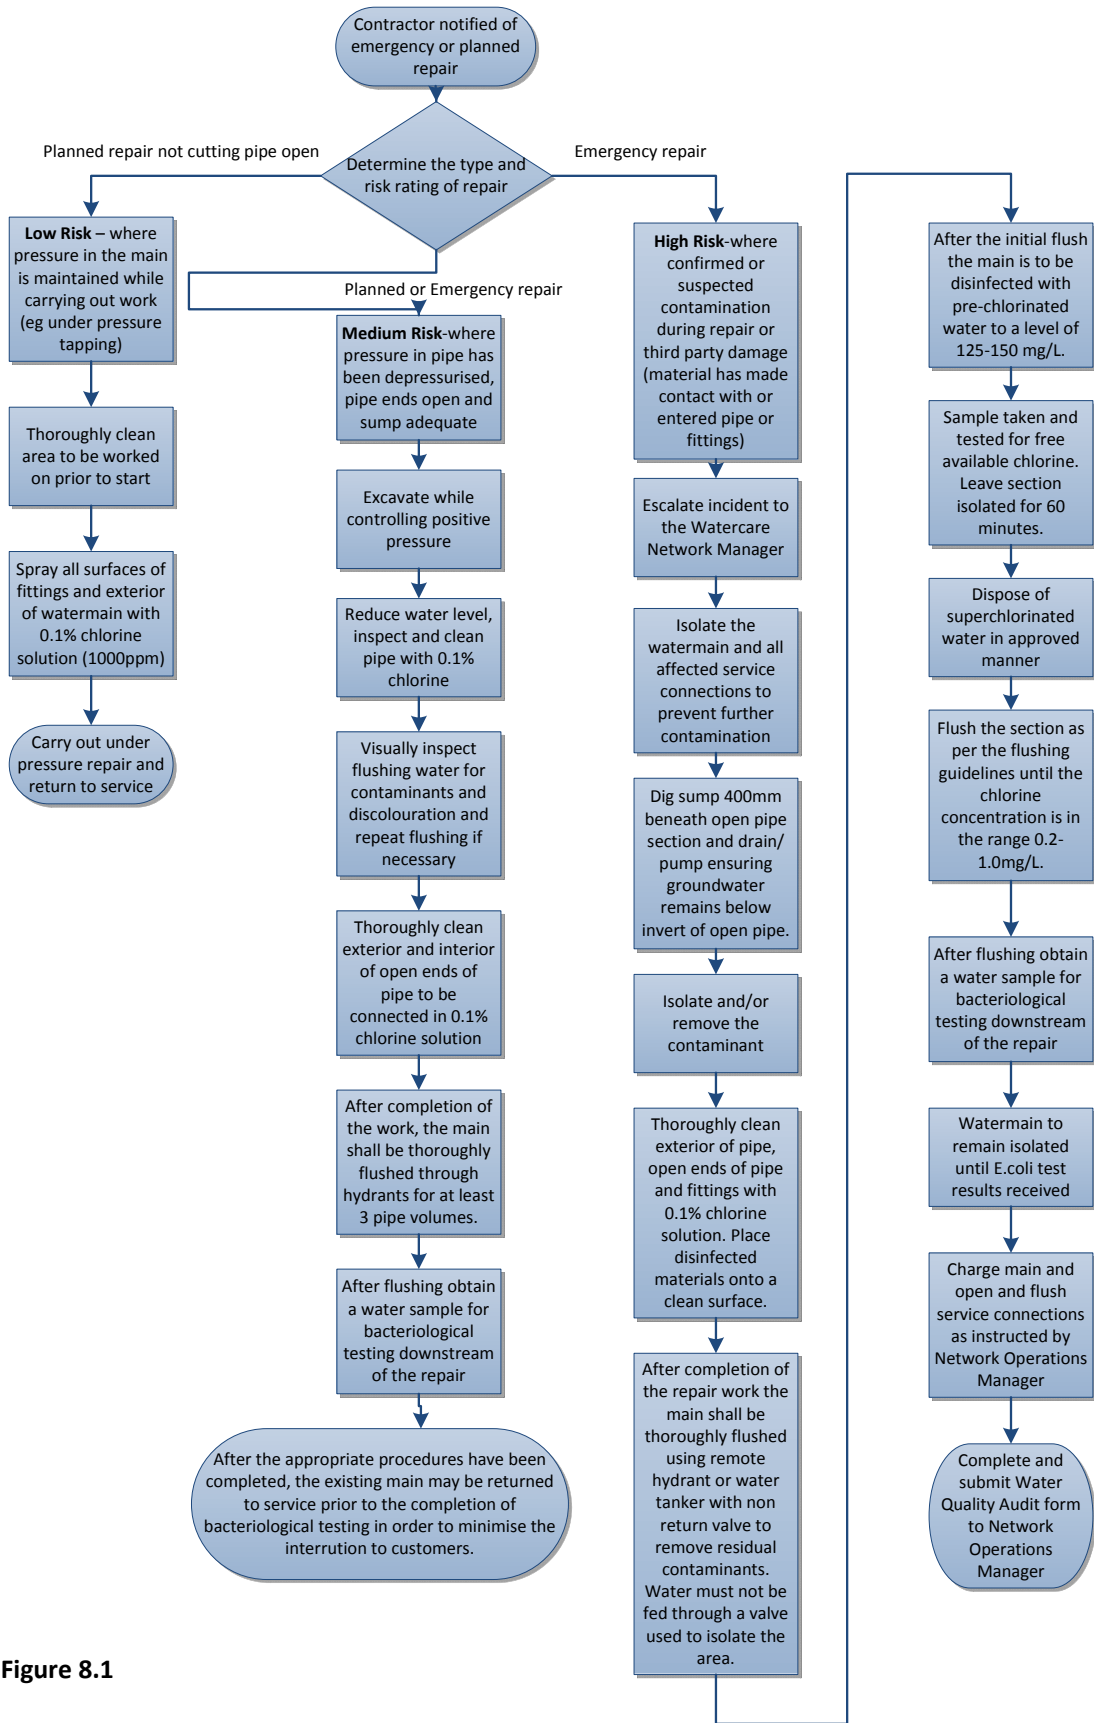 Contractor notified of
emergency or planned
repair
Determine the type and
risk rating of repair
Planned repair not cutting pipe open
Emergency repair
Planned or Emergency repair
Low Risk – where
pressure in the main
is maintained while
carrying out work
(eg under pressure
tapping)
Thoroughly clean
area to be worked
on prior to start
Spray all surfaces of
fittings and exterior
of watermain with
0.1% chlorine
solution (1000ppm)
Carry out under
pressure repair and
return to service
Medium Risk-where
pressure in pipe has
been depressurised,
pipe ends open and
sump adequate
Excavate while
controlling positive
pressure
Reduce water level,
inspect and clean
pipe with 0.1%
chlorine
Visually inspect
flushing water for
contaminants and
discolouration and
repeat flushing if
necessary
Thoroughly clean
exterior and interior
of open ends of
pipe to be
connected in 0.1%
chlorine solution
After completion of
the work, the main
shall be thoroughly
flushed through
hydrants for at least
3 pipe volumes.
After flushing obtain
a water sample for
bacteriological
testing downstream
of the repair
After the appropriate procedures have been
completed, the existing main may be returned
to service prior to the completion of
bacteriological testing in order to minimise the
interrution to customers.
High Risk-where
confirmed or
suspected
contamination
during repair or
third party damage
(material has made
contact with or
entered pipe or
fittings)
Escalate incident to
the Watercare
Network Manager
Isolate the
watermain and all
affected service
connections to
prevent further
contamination
Dig sump 400mm
beneath open pipe
section and drain/
pump ensuring
groundwater
remains below
invert of open pipe.
Isolate and/or
remove the
contaminant
Thoroughly clean
exterior of pipe,
open ends of pipe
and fittings with
0.1% chlorine
solution. Place
disinfected
materials onto a
clean surface.
After completion of
the repair work the
main shall be
thoroughly flushed
using remote
hydrant or water
tanker with non
return valve to
remove residual
contaminants.
Water must not be
fed through a valve
used to isolate the
area.
After the initial flush
the main is to be
disinfected with
pre-chlorinated
water to a level of
125-150 mg/L.
Sample taken and
tested for free
available chlorine.
Leave section
isolated for 60
minutes.
Dispose of
superchlorinated
water in approved
manner
Flush the section as
per the flushing
guidelines until the
chlorine
concentration is in
the range 0.2-
1.0mg/L.
After flushing obtain
a water sample for
bacteriological
testing downstream
of the repair
Watermain to
remain isolated
until E.coli test
results received
Charge main and
open and flush
service connections
as instructed by
Network Operations
Manager
Complete and
submit Water
Quality Audit form
to Network
Operations
Manager
Figure 8.1